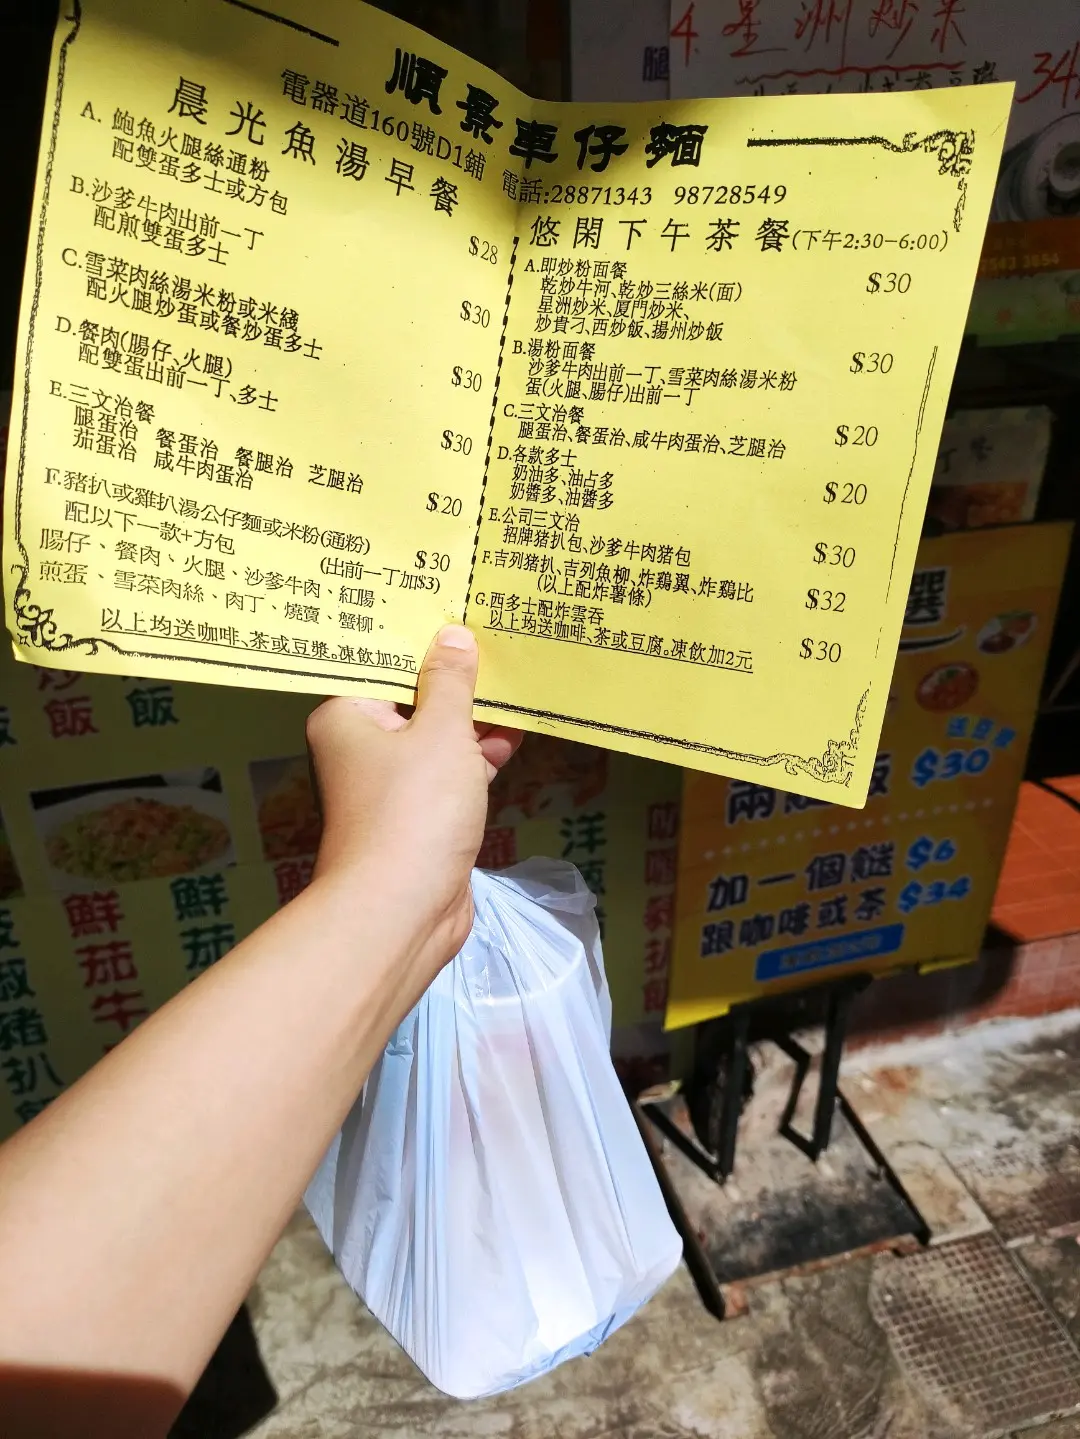 順景車仔麵
電器道160號D1鋪
電話:28871343 98728549
晨光魚湯早餐
A. 鮑魚火腿絲通粉
配雙蛋多士或方包
$28
B.沙爹牛肉出前一丁
配煎雙蛋多士
$30
C.雪菜肉絲湯米粉或米綫
配火腿炒蛋或餐炒蛋多士
$30
D.餐肉(腸仔、火腿)
配雙蛋出前一丁、多士
$30
E.三文治餐
腿蛋治 餐蛋治 餐腿治 芝腿治
茄蛋治 咸牛肉蛋治
$20
F.豬扒或雞扒湯公仔麵或米粉(通粉)
配以下一款+方包
$30
(出前一丁加$3)
腸仔、餐肉、火腿、沙爹牛肉、紅腸、
煎蛋、雪菜肉絲、肉丁、燒賣、蟹柳。
以上均送咖啡、茶或豆漿。凍飲加2元
悠閑下午茶餐(下午2:30-6:00)
A.即炒粉面餐
$30
乾炒牛河、乾炒三絲米(面)
星洲炒米、厦門炒米、
炒貴刁、西炒飯、揚州炒飯
B.湯粉面餐
$30
沙爹牛肉出前一丁、雪菜肉絲湯米粉
蛋(火腿、腸仔)出前一丁
C.三文治餐
$20
腿蛋治、餐蛋治、咸牛肉蛋治、芝腿治
D.各款多士
$20
奶油多、油占多
奶醬多、油醬多
E.公司三文治
$30
招牌猪扒包、沙爹牛肉猪包
F.吉列猪扒、吉列魚柳、炸鷄翼、炸鷄比
$32
(以上配炸薯條)
G.西多士配炸雲吞
$30
以上均送咖啡、茶或豆腐。凍飲加2元
4.星洲炒米
34
腿
選
送豆漿
$30
加一個餸 $6
跟咖啡或茶 $34
炒飯
飯
鮮茄牛
鮮茄
洋葱
椒豬扒飯